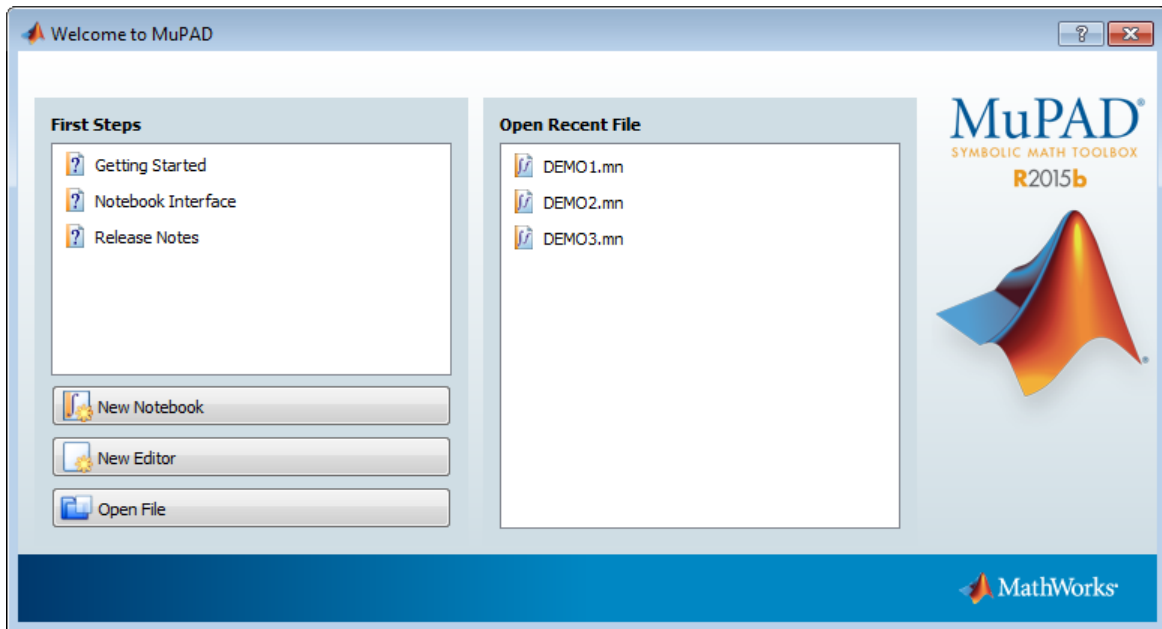 Welcome to MuPAD
First Steps
Getting Started
Notebook Interface
Release Notes
New Notebook
New Editor
Open File
Open Recent File
DEMO1.mn
DEMO2.mn
DEMO3.mn
MuPAD®
SYMBOLIC MATH TOOLBOX
R2015b
®
MathWorks®